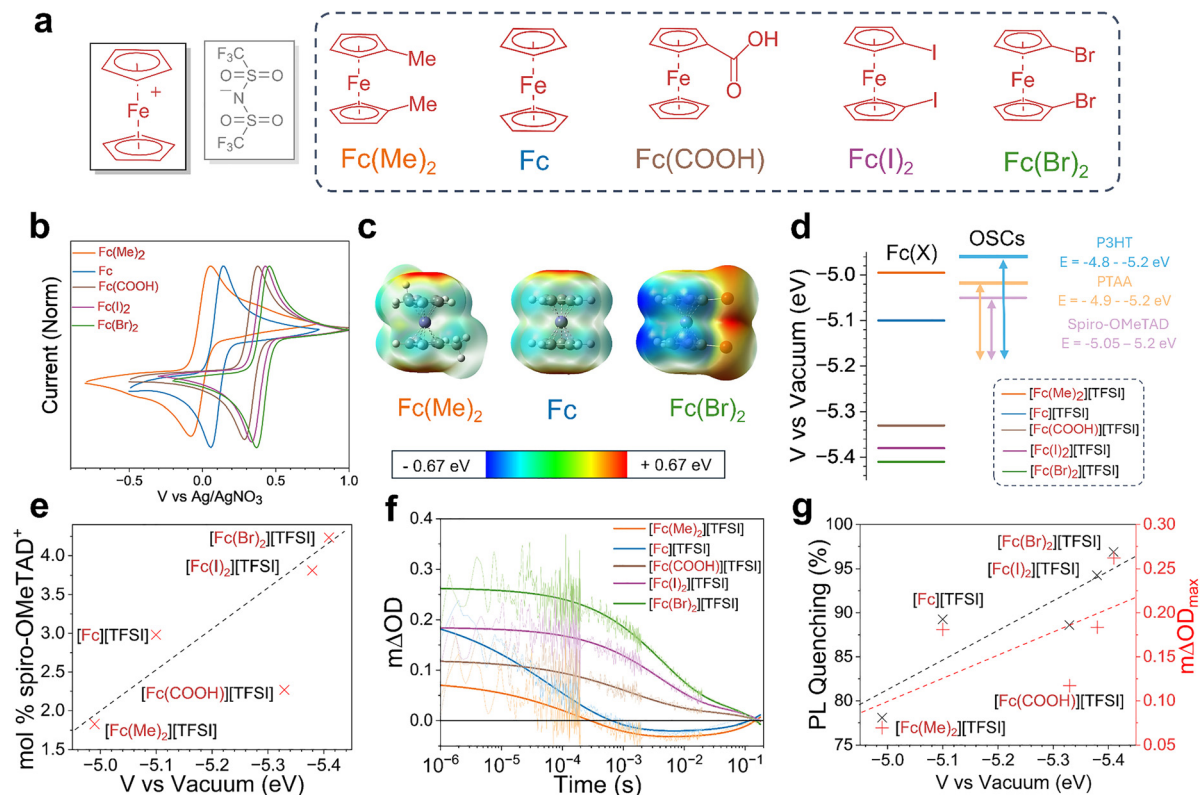 a
F₃C
O=S=O
−N
O=S=O
F₃C
Fe
+
Fe
Me
Me
Fe
Fe
OH
O
Fe
I
I
Fe
Br
Br
Fc(Me)₂
Fc
Fc(COOH)
Fc(I)₂
Fc(Br)₂
b
Fc(Me)₂
Fc
Fc(COOH)
Fc(I)₂
Fc(Br)₂
Current (Norm)
−0.5 0.0 0.5 1.0
V vs Ag/AgNO₃
c
Fc(Me)₂
Fc
Fc(Br)₂
- 0.67 eV
+ 0.67 eV
d
Fc(X)
OSCs
V vs Vacuum (eV)
−5.0
−5.1
−5.2
−5.3
−5.4
P3HT
E = -4.8 - -5.2 eV
PTAA
E = - 4.9 - -5.2 eV
Spiro-OMeTAD
E = -5.05 – 5.2 eV
[Fc(Me)₂][TFSI]
[Fc][TFSI]
[Fc(COOH)][TFSI]
[Fc(I)₂][TFSI]
[Fc(Br)₂][TFSI]
e
mol % spiro-OMeTAD⁺
4.0
3.5
3.0
2.5
2.0
1.5
[Fc(Br)₂][TFSI]
[Fc(I)₂][TFSI]
[Fc][TFSI]
[Fc(COOH)][TFSI]
[Fc(Me)₂][TFSI]
−5.0 −5.1 −5.2 −5.3 −5.4
V vs Vacuum (eV)
f
mΔOD
0.4
0.3
0.2
0.1
0.0
[Fc(Me)₂][TFSI]
[Fc][TFSI]
[Fc(COOH)][TFSI]
[Fc(I)₂][TFSI]
[Fc(Br)₂][TFSI]
10⁻⁶ 10⁻⁵ 10⁻⁴ 10⁻³ 10⁻² 10⁻¹
Time (s)
g
PL Quenching (%)
100
95
90
85
80
75
[Fc(Br)₂][TFSI]
[Fc(I)₂][TFSI]
[Fc][TFSI]
[Fc(COOH)][TFSI]
[Fc(Me)₂][TFSI]
0.30
0.25
0.20
0.15
0.10
0.05
mΔODmax
−5.0 −5.1 −5.2 −5.3 −5.4
V vs Vacuum (eV)